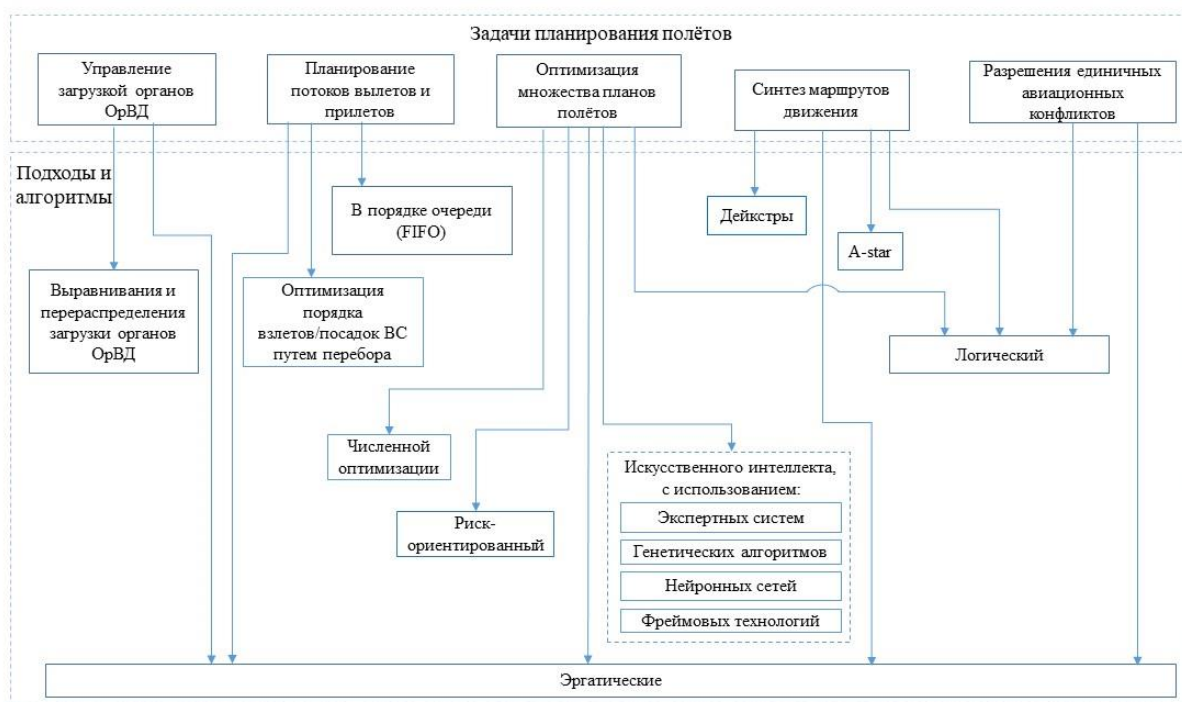 Задачи планирования полётов
Управление
загрузкой органов
ОрВД
Планирование
потоков вылетов и
прилетов
Оптимизация
множества планов
полётов
Синтез маршрутов
движения
Разрешения единичных
авиационных
конфликтов
Подходы и
алгоритмы
В порядке очереди
(FIFO)
Дейкстры
A-star
Выравнивания и
перераспределения
загрузки органов
ОрВД
Оптимизация
порядка
взлетов/посадок ВС
путем перебора
Логический
Численной
оптимизации
Риск-
ориентированный
Искусственного интеллекта,
с использованием:
Экспертных систем
Генетических алгоритмов
Нейронных сетей
Фреймовых технологий
Эргатические